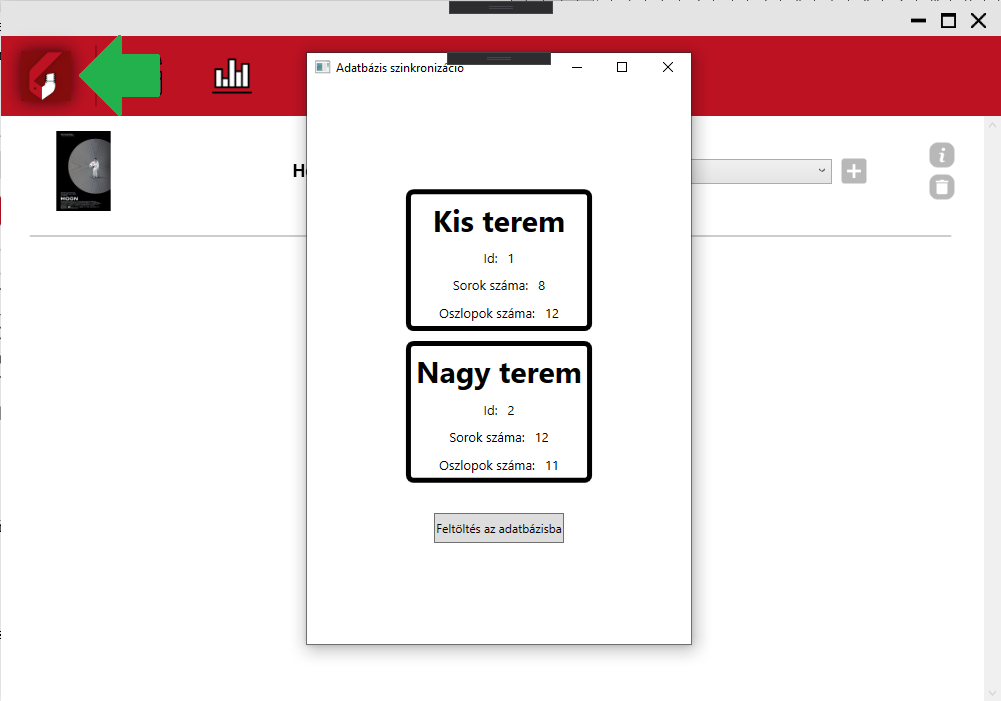 Adatbázis szinkronizáció
MOON
Kis terem
Id: 1
Sorok száma: 8
Oszlopok száma: 12
Nagy terem
Id: 2
Sorok száma: 12
Oszlopok száma: 11
Feltöltés az adatbázisba